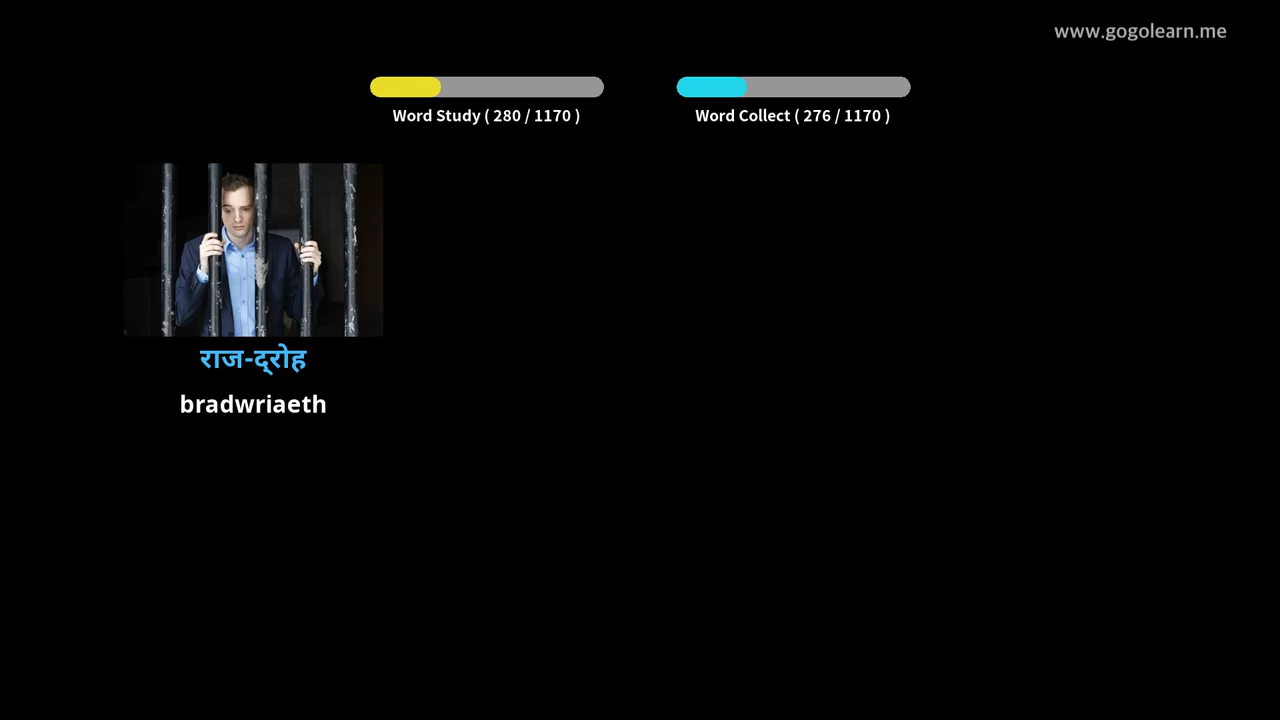 www.gogolearn.me
Word Study ( 280 / 1170 )
Word Collect ( 276 / 1170 )
राज-द्रोह
bradwriaeth